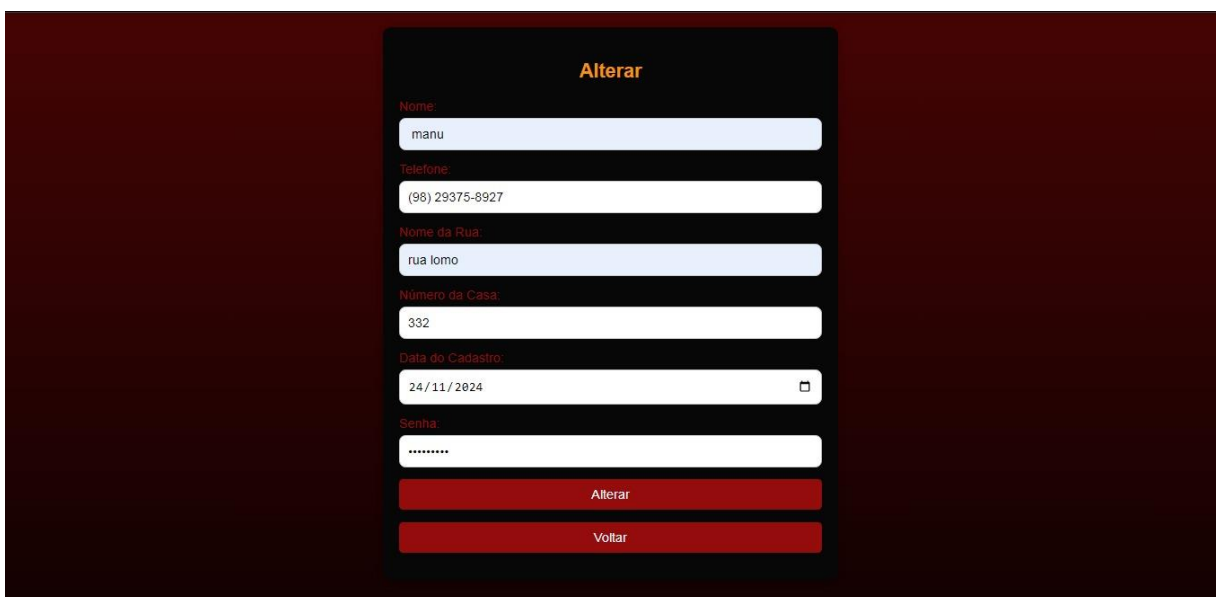 Alterar
Nome:
manu
Telefone:
(98) 29375-8927
Nome da Rua:
rua lomo
Número da Casa:
332
Data do Cadastro:
24/11/2024
Senha:
•••••••••
Alterar
Voltar